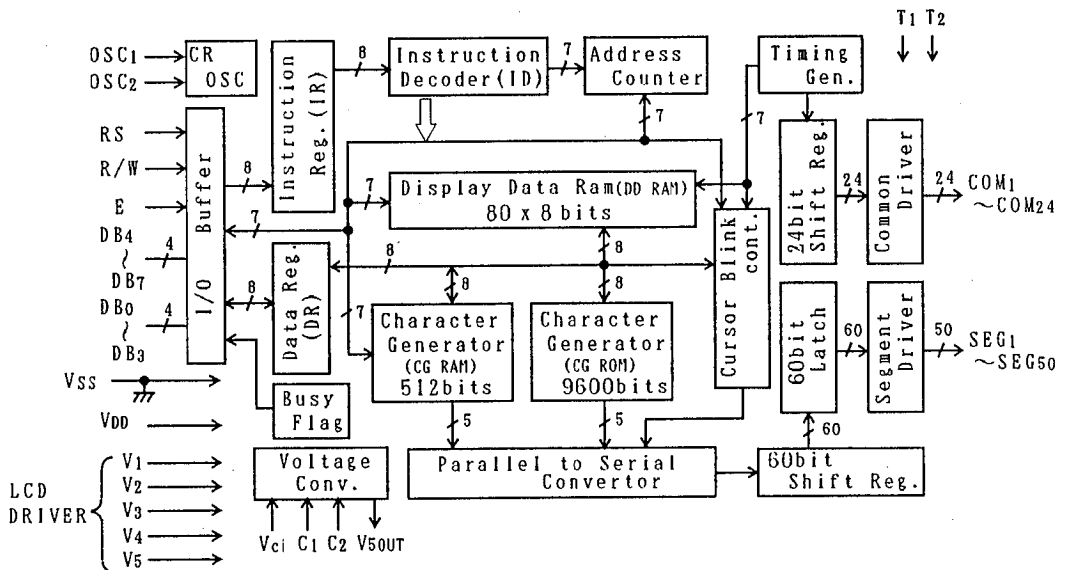 OSC1
OSC2
CR
OSC
Instruction
Reg. (IR)
8
Instruction
Decoder(ID)
7
Address
Counter
Timing
Gen.
T1 T2
RS
R/W
E
DB4
~
DB7
4
DB0
~
DB3
4
I/O Buffer
8
7
7
7
7
Display Data Ram(DD RAM)
80 x 8 bits
24bit
Shift Reg.
24
Common
Driver
24
COM1
~COM24
8
Data Reg.
(DR)
8
8
8
8
7
Character
Generator
(CG RAM)
512bits
Character
Generator
(CG ROM)
9600bits
Cursor Blink
cont.
60bit
Latch
60
Segment
Driver
50
SEG1
~SEG50
VSS
Busy
Flag
5
5
60
VDD
Voltage
Conv.
Parallel to Serial
Convertor
60bit
Shift Reg.
LCD
DRIVER
V1
V2
V3
V4
V5
Vci C1 C2 V5OUT